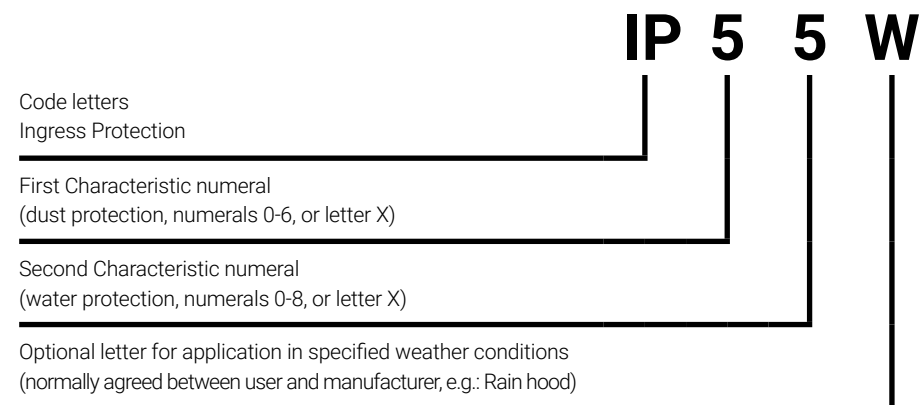 IP 5 5 W
Code letters
Ingress Protection
First Characteristic numeral
(dust protection, numerals 0-6, or letter X)
Second Characteristic numeral
(water protection, numerals 0-8, or letter X)
Optional letter for application in specified weather conditions
(normally agreed between user and manufacturer, e.g.: Rain hood)